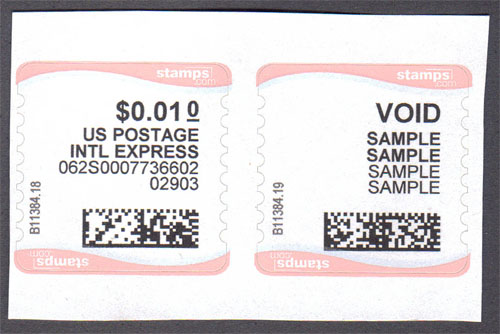 stamps
.com
$0.01 0
US POSTAGE
INTL EXPRESS
062S0007736602
02903
B11384.18
stamps
.com
stamps
.com
VOID
SAMPLE
SAMPLE
SAMPLE
SAMPLE
B11384.19
stamps
.com